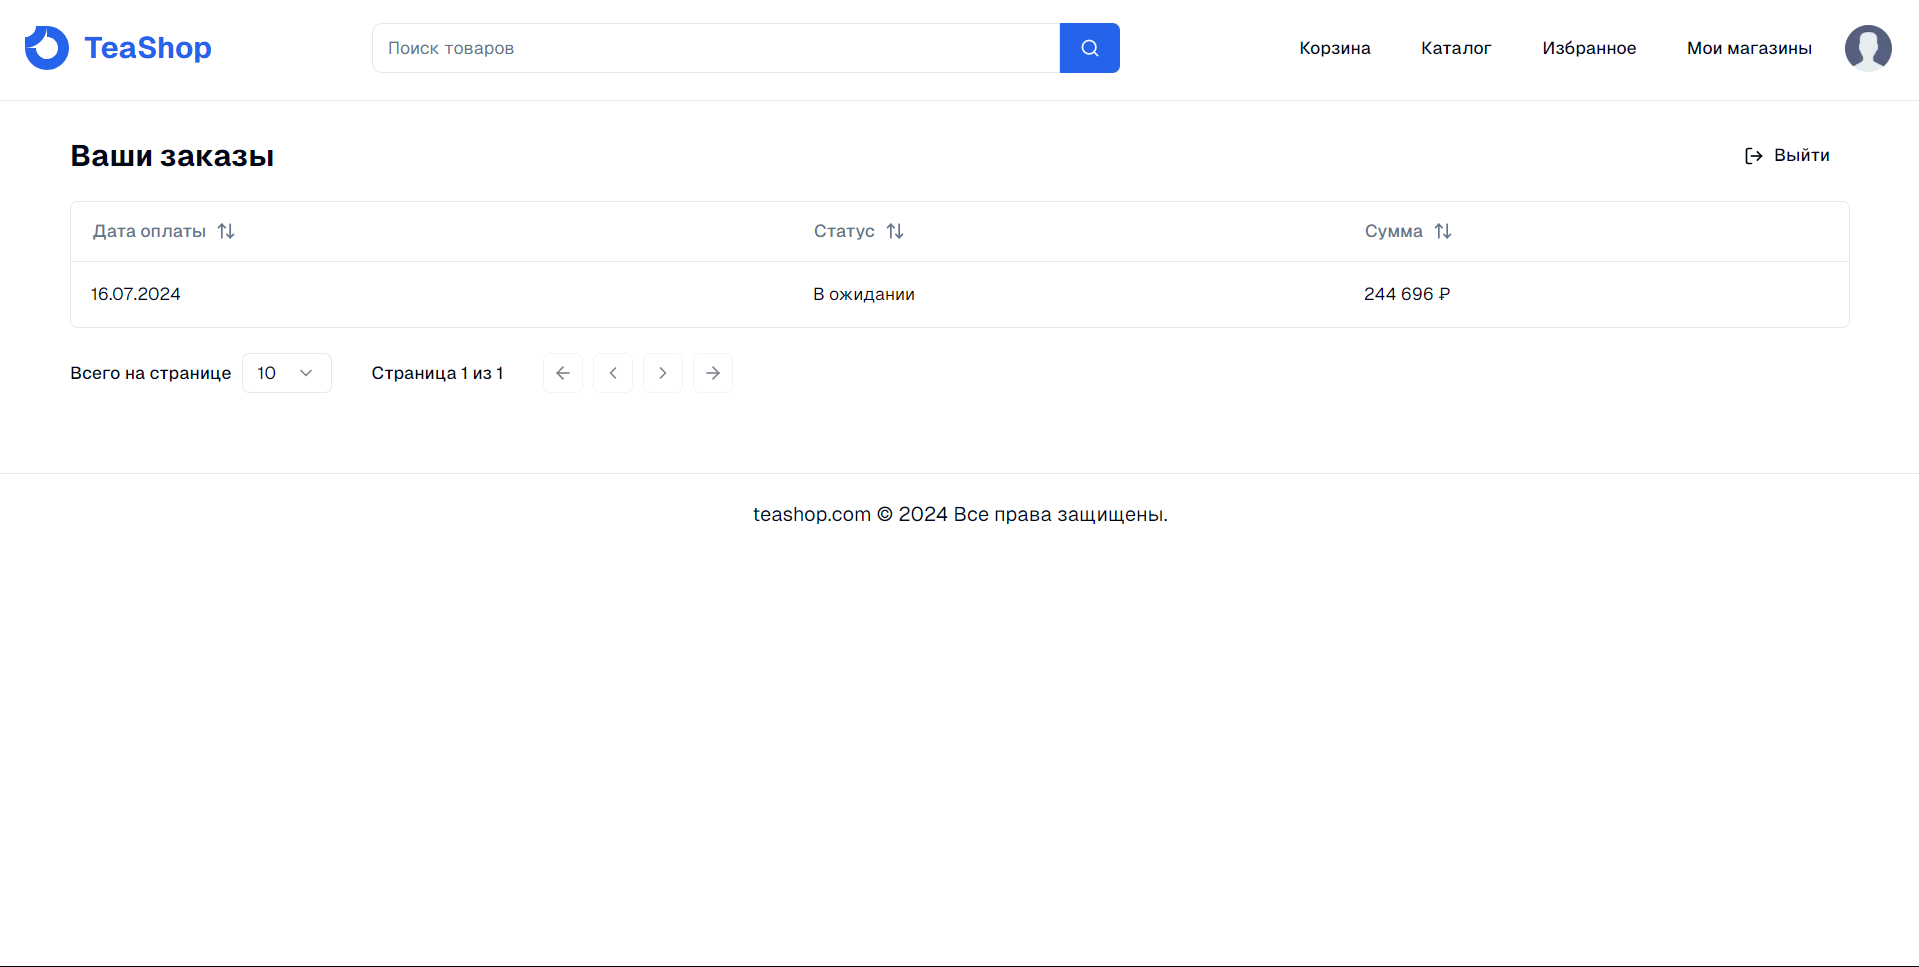 TeaShop
Поиск товаров
Корзина
Каталог
Избранное
Мои магазины
Ваши заказы
Выйти
Дата оплаты
Статус
Сумма
16.07.2024
В ожидании
244 696 ₽
Всего на странице
10
Страница 1 из 1
teashop.com © 2024 Все права защищены.